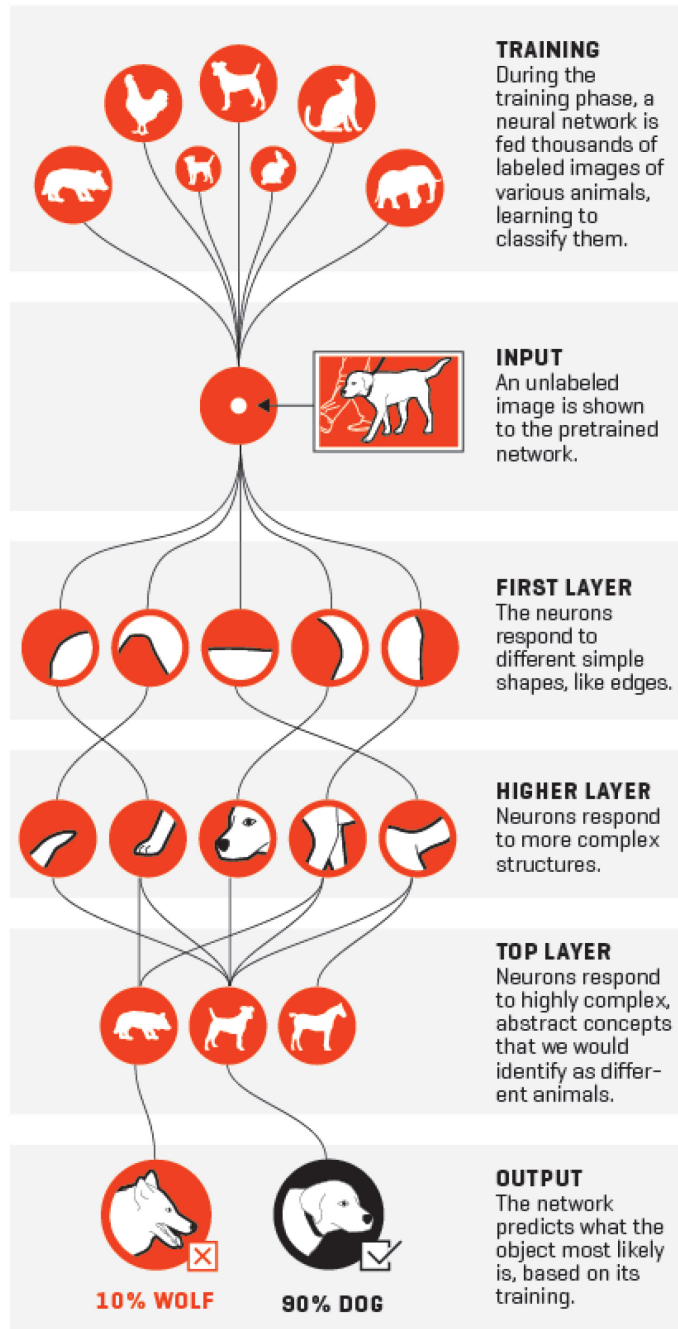 TRAINING
During the
training phase, a
neural network is
fed thousands of
labeled images of
various animals,
learning to
classify them.
INPUT
An unlabeled
image is shown
to the pretrained
network.
FIRST LAYER
The neurons
respond to
different simple
shapes, like edges.
HIGHER LAYER
Neurons respond
to more complex
structures.
TOP LAYER
Neurons respond
to highly complex,
abstract concepts
that we would
identify as differ-
ent animals.
OUTPUT
The network
predicts what the
object most likely
is, based on its
training.
10% WOLF
90% DOG